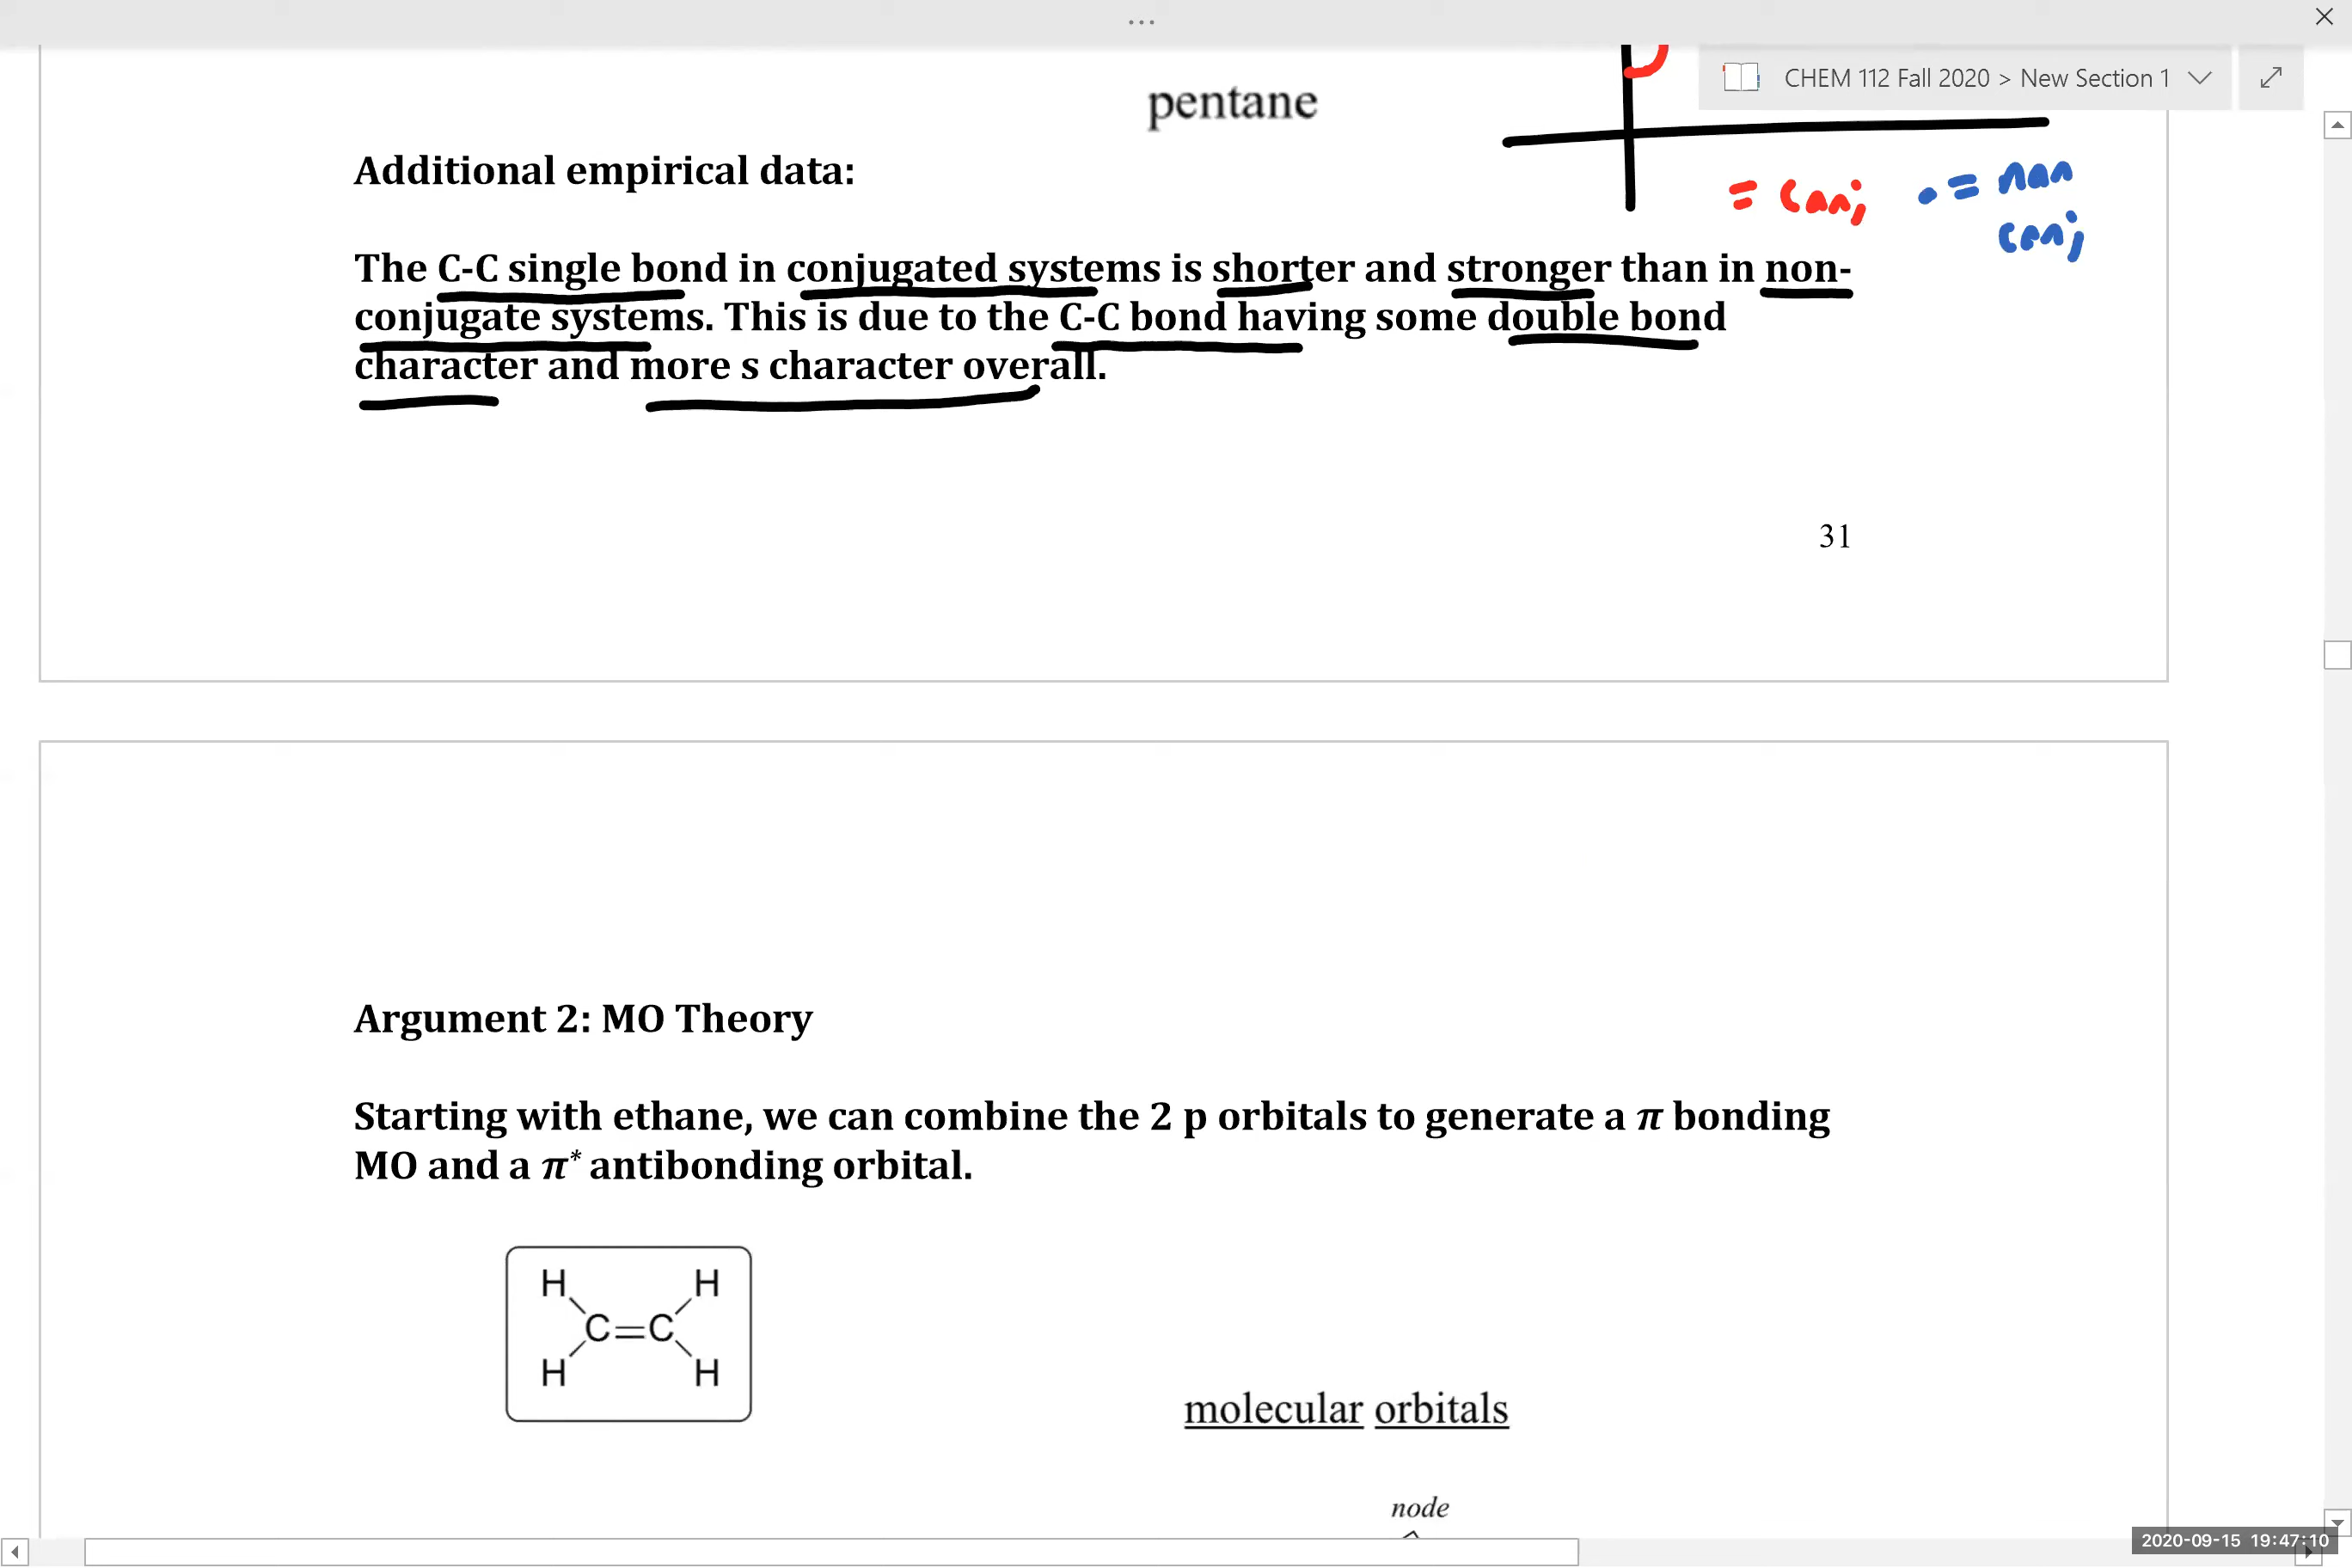 ...
CHEM 112 Fall 2020 > New Section 1
pentane
Additional empirical data:
= conj
= non
conj
The C-C single bond in conjugated systems is shorter and stronger than in non-
conjugate systems. This is due to the C-C bond having some double bond
character and more s character overall.
31
Argument 2: MO Theory
Starting with ethane, we can combine the 2 p orbitals to generate a π bonding
MO and a π* antibonding orbital.
H H
C=C
H H
molecular orbitals
node
2020-09-15 19:47:10